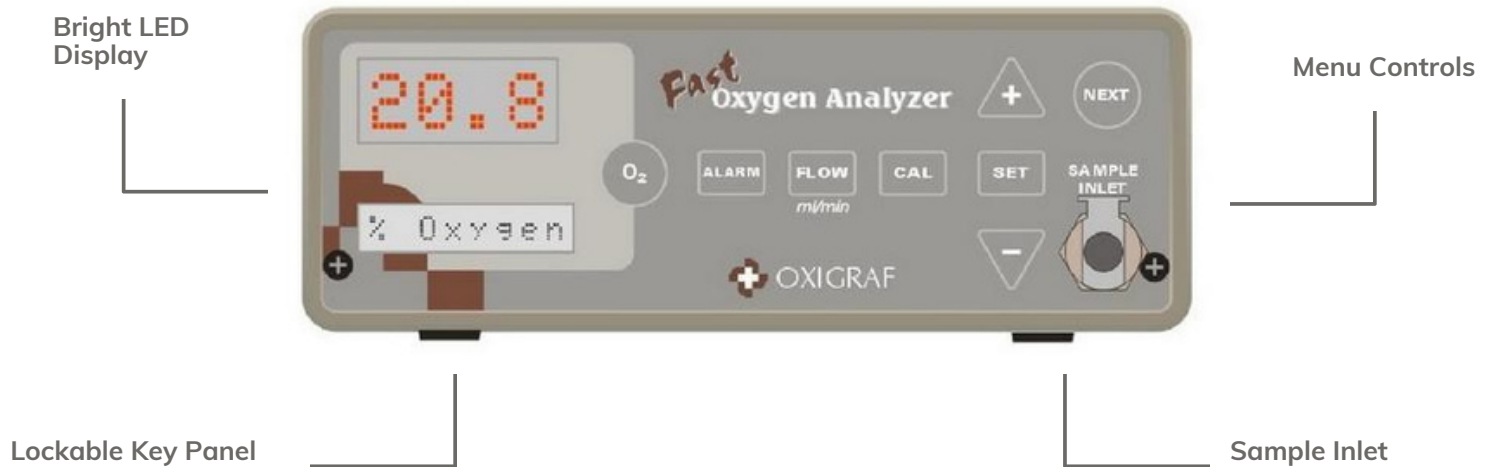 Bright LED
Display
20.8
% Oxygen
Fast
Oxygen Analyzer
+
NEXT
O₂
ALARM
FLOW
ml/min
CAL
SET
SAMPLE
INLET
−
OXIGRAF
Menu Controls
Lockable Key Panel
Sample Inlet